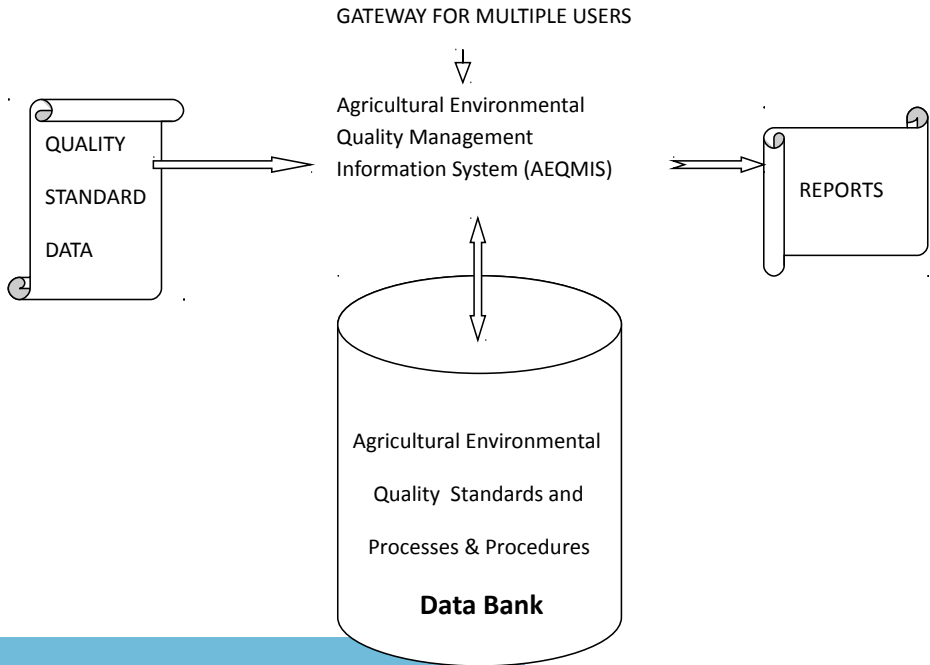 GATEWAY FOR MULTIPLE USERS
Agricultural Environmental
Quality Management
Information System (AEQMIS)
QUALITY
STANDARD
DATA
REPORTS
Agricultural Environmental
Quality Standards and
Processes & Procedures
Data Bank